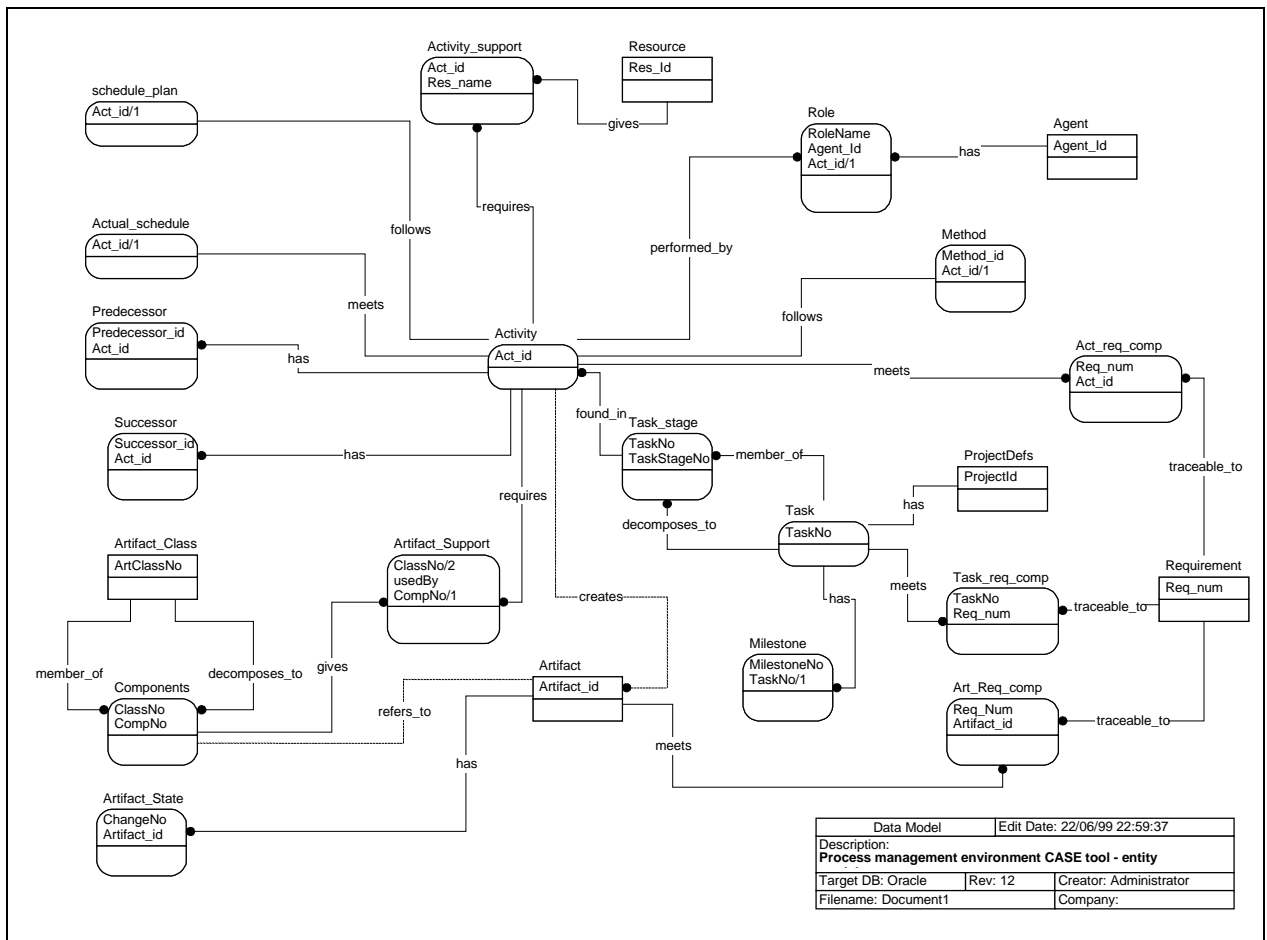 Activity_support
Act_id
Res_name
Resource
Res_Id
gives
schedule_plan
Act_id/1
Role
RoleName
Agent_Id
Act_id/1
has
Agent
Agent_Id
requires
Actual_schedule
Act_id/1
follows
performed_by
Method
Method_id
Act_id/1
meets
follows
Predecessor
Predecessor_id
Act_id
has
Activity
Act_id
meets
Act_req_comp
Req_num
Act_id
Successor
Successor_id
Act_id
has
found_in
Task_stage
TaskNo
TaskStageNo
member_of
ProjectDefs
ProjectId
traceable_to
requires
decomposes_to
Task
TaskNo
has
Artifact_Class
ArtClassNo
Artifact_Support
ClassNo/2
usedBy
CompNo/1
creates
has
meets
Task_req_comp
TaskNo
Req_num
traceable_to
Requirement
Req_num
member_of
decomposes_to
gives
Components
ClassNo
CompNo
refers_to
Artifact
Artifact_id
Milestone
MilestoneNo
TaskNo/1
Art_Req_comp
Req_Num
Artifact_id
traceable_to
has
meets
Artifact_State
ChangeNo
Artifact_id
Data Model
Edit Date: 22/06/99 22:59:37
Description:
Process management environment CASE tool - entity
Target DB: Oracle
Rev: 12
Creator: Administrator
Filename: Document1
Company: